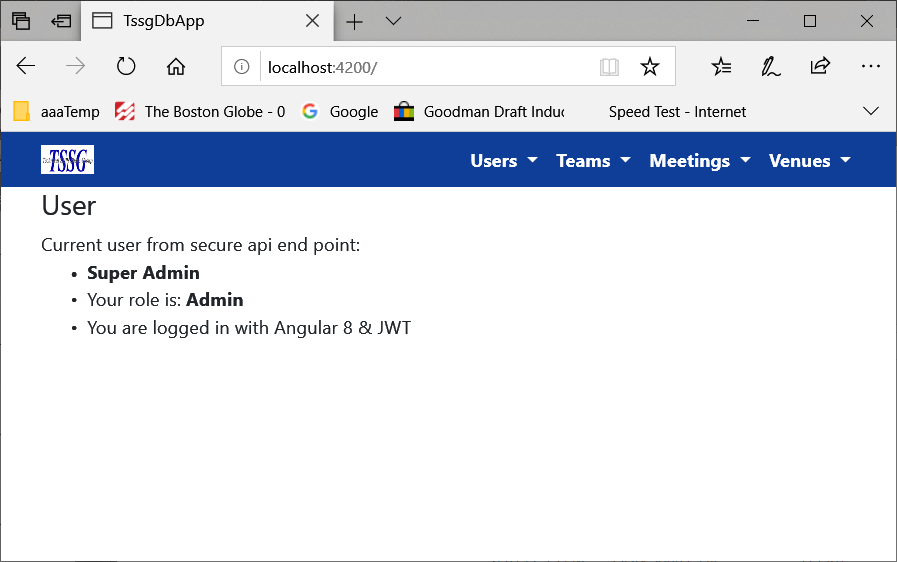 TssgDbApp
localhost:4200/
aaaTemp The Boston Globe - 0 Google Goodman Draft Induc Speed Test - Internet
TSSG Users Teams Meetings Venues
User
Current user from secure api end point:
• Super Admin
• Your role is: Admin
• You are logged in with Angular 8 & JWT